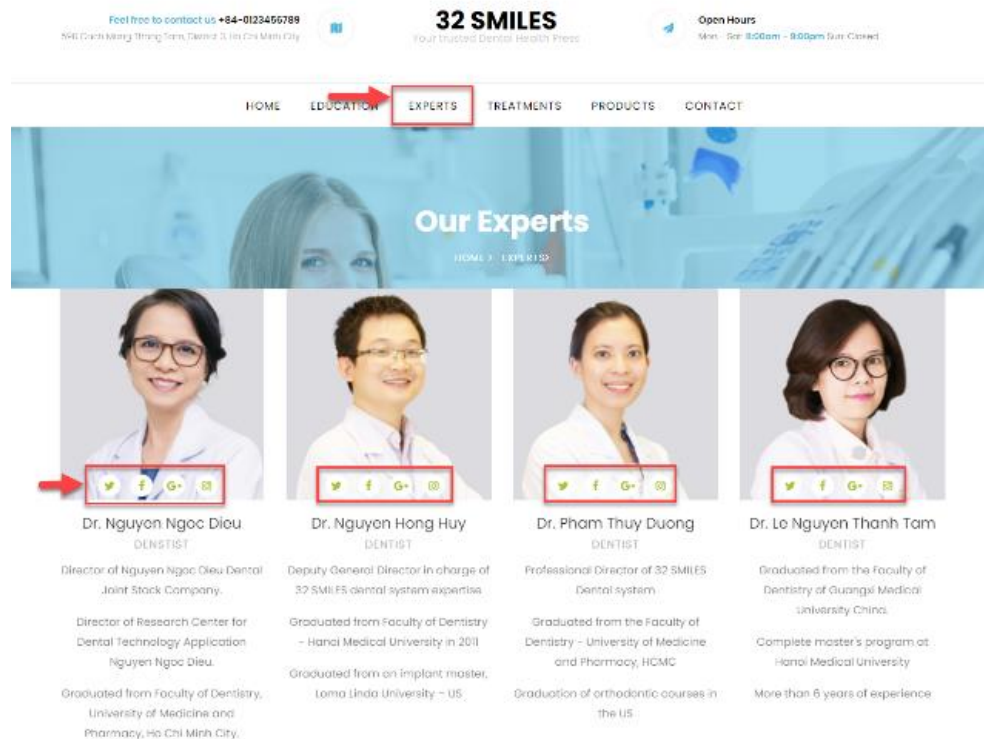 Feel free to contact us +84-0123456789
32 SMILES
Your trusted Dental Health Press
Open Hours
Mon - Sat: 8:00am - 9:00pm Sun: Closed
HOME EDUCATION EXPERTS TREATMENTS PRODUCTS CONTACT
Our Experts
HOME > EXPERTS>
G+ G+ G+ G+
Dr. Nguyen Ngoc Dieu
DENSTIST
Director of Nguyen Ngoc Dieu Dental
Joint Stock Company.
Director of Research Center for
Dental Technology Application
Nguyen Ngoc Dieu.
Graduated from Faculty of Dentistry,
University of Medicine and
Pharmacy, Ho Chi Minh City.
Dr. Nguyen Hong Huy
DENTIST
Deputy General Director in charge of
32 SMILES dental system expertise
Graduated from Faculty of Dentistry
- Hanoi Medical University in 2011
Graduated from an implant master,
Loma Linda University - US
Dr. Pham Thuy Duong
DENTIST
Professional Director of 32 SMILES
Dental system
Graduated from the Faculty of
Dentistry - University of Medicine
and Pharmacy, HCMC
Graduation of orthodontic courses in
the US
Dr. Le Nguyen Thanh Tam
DENTIST
Graduated from the Faculty of
Dentistry of Guangxi Medical
University China.
Complete master's program at
Hanoi Medical University
More than 6 years of experience